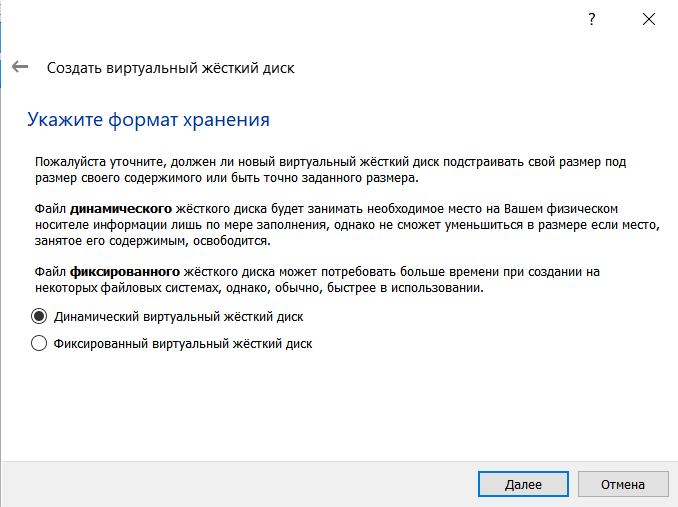 ?
Создать виртуальный жёсткий диск
Укажите формат хранения
Пожалуйста уточните, должен ли новый виртуальный жёсткий диск подстраивать свой размер под
размер своего содержимого или быть точно заданного размера.
Файл динамического жёсткого диска будет занимать необходимое место на Вашем физическом
носителе информации лишь по мере заполнения, однако не сможет уменьшиться в размере если место,
занятое его содержимым, освободится.
Файл фиксированного жёсткого диска может потребовать больше времени при создании на
некоторых файловых системах, однако, обычно, быстрее в использовании.
Динамический виртуальный жёсткий диск
Фиксированный виртуальный жёсткий диск
Далее
Отмена